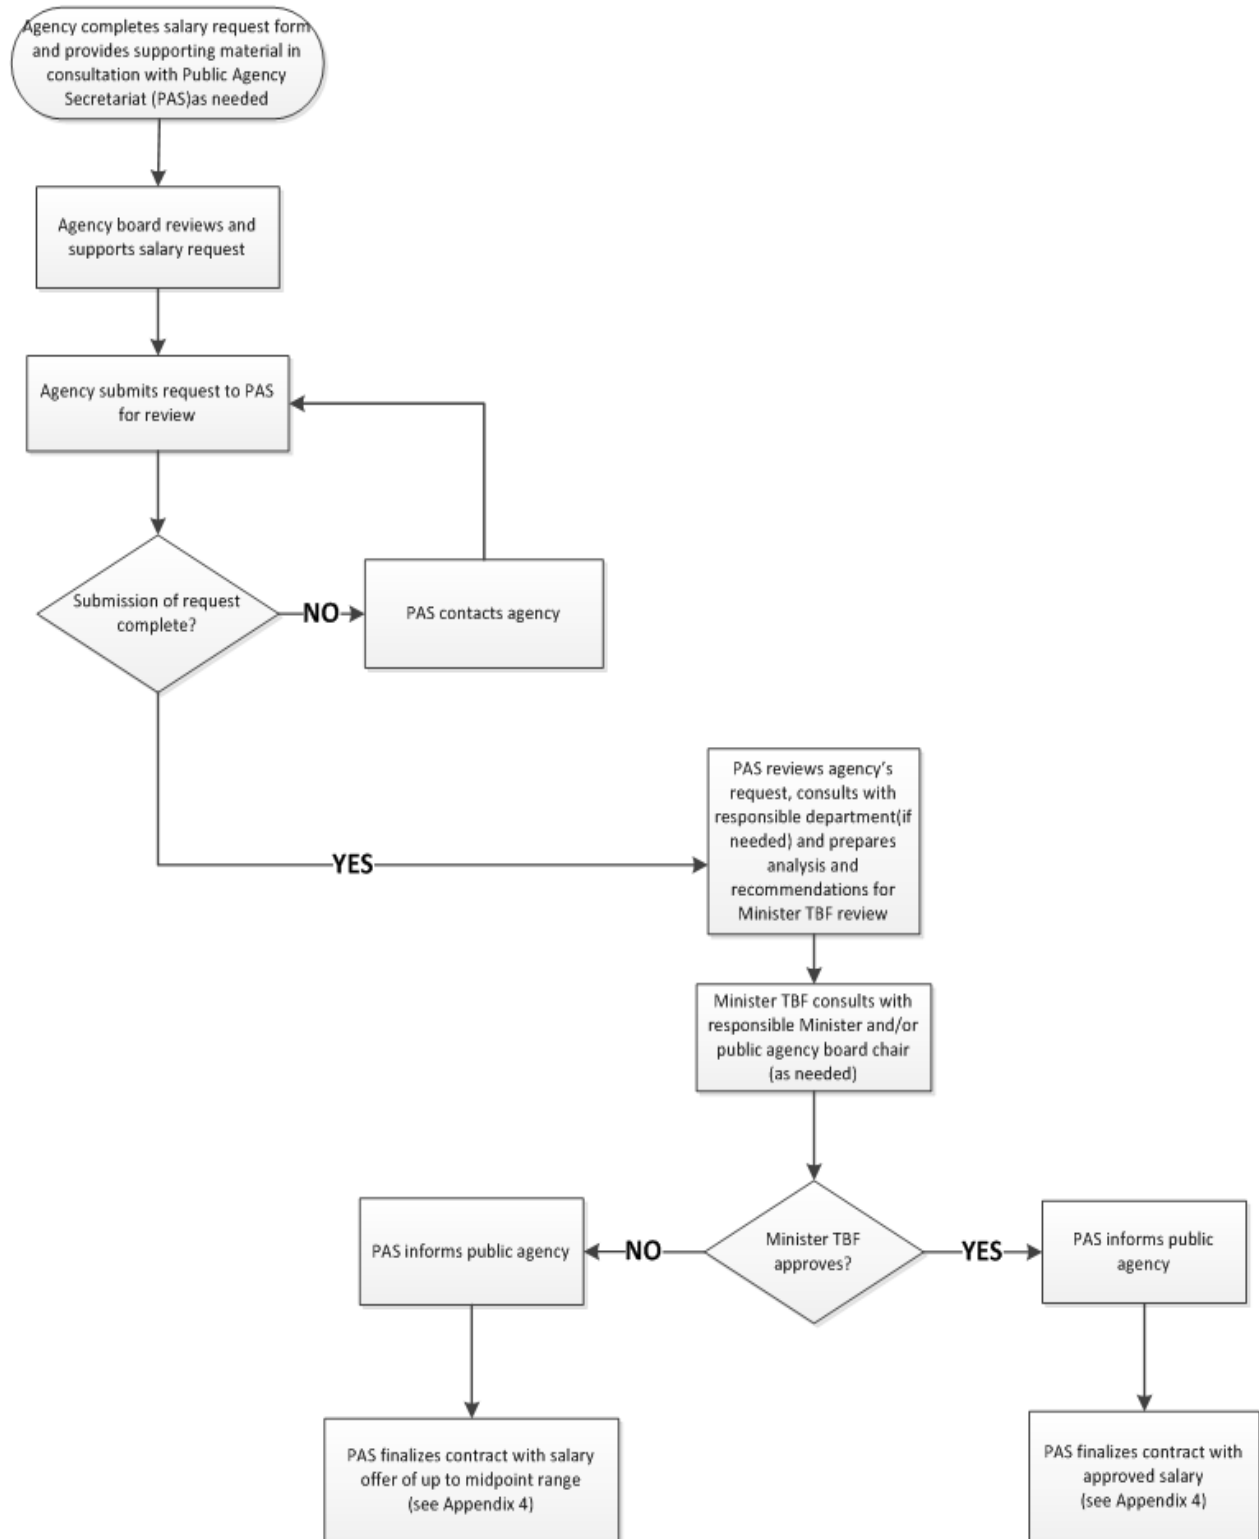 Agency completes salary request form
and provides supporting material in
consultation with Public Agency
Secretariat (PAS)as needed
Agency board reviews and
supports salary request
Agency submits request to PAS
for review
Submission of request
complete?
NO
PAS contacts agency
YES
PAS reviews agency's
request, consults with
responsible department(if
needed) and prepares
analysis and
recommendations for
Minister TBF review
Minister TBF consults with
responsible Minister and/or
public agency board chair
(as needed)
Minister TBF
approves?
NO
PAS informs public agency
PAS finalizes contract with salary
offer of up to midpoint range
(see Appendix 4)
YES
PAS informs public
agency
PAS finalizes contract with
approved salary
(see Appendix 4)